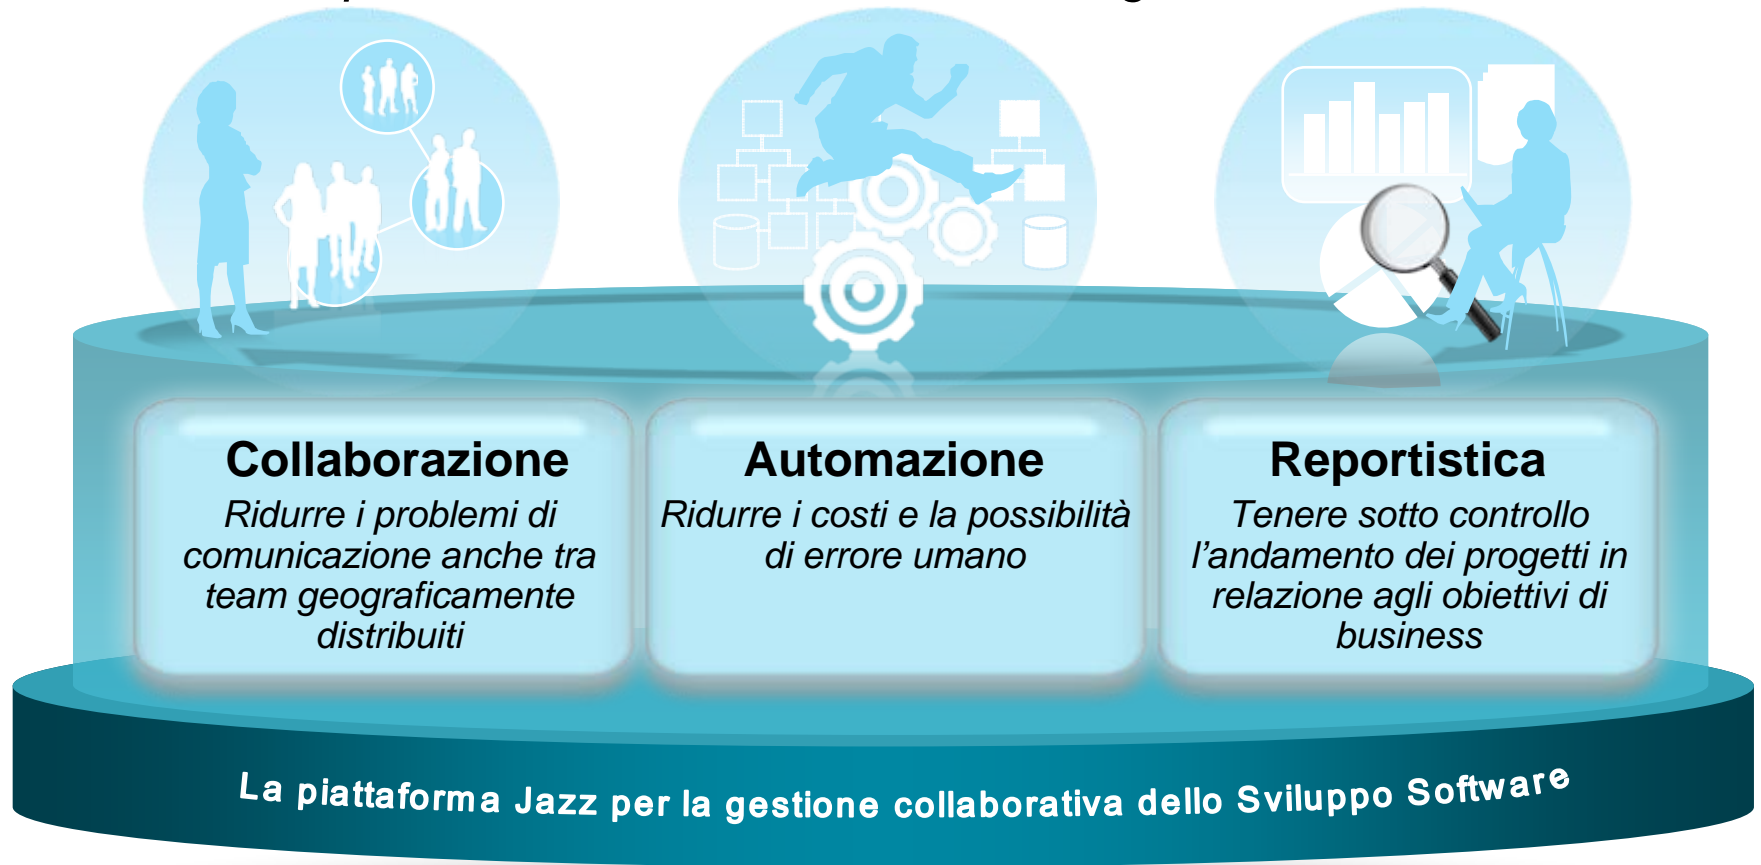 Collaborazione
Ridurre i problemi di
comunicazione anche tra
team geograficamente
distribuiti
Automazione
Ridurre i costi e la possibilità
di errore umano
Reportistica
Tenere sotto controllo
l’andamento dei progetti in
relazione agli obiettivi di
business
La piattaforma Jazz per la gestione collaborativa dello Sviluppo Software